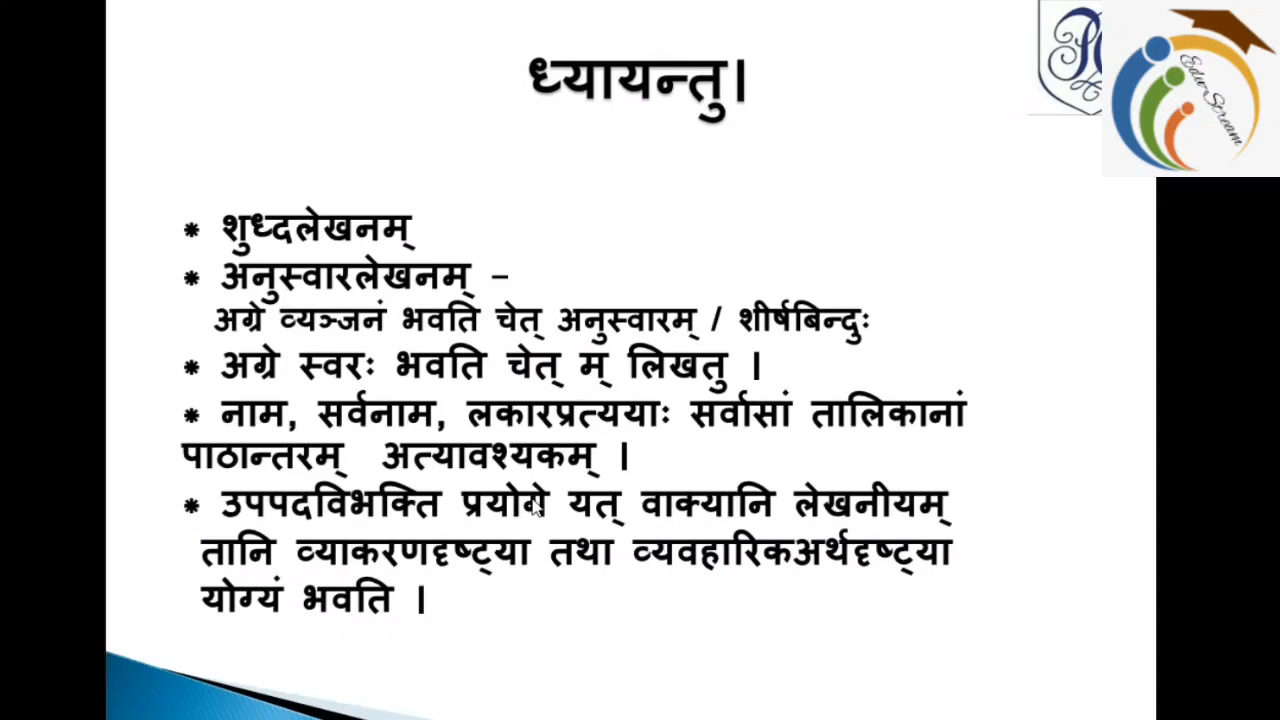 ध्यायन्तु।
* शुध्दलेखनम्
* अनुस्वारलेखनम् –
अग्रे व्यञ्जनं भवति चेत् अनुस्वारम् / शीर्षबिन्दुः
* अग्रे स्वरः भवति चेत् म् लिखतु ।
* नाम, सर्वनाम, लकारप्रत्ययाः सर्वासां तालिकानां
पाठान्तरम् अत्यावश्यकम् ।
* उपपदविभक्ति प्रयोगे यत् वाक्यानि लेखनीयम्
तानि व्याकरणदृष्ट्या तथा व्यवहारिकअर्थदृष्ट्या
योग्यं भवति ।
Edu Stream